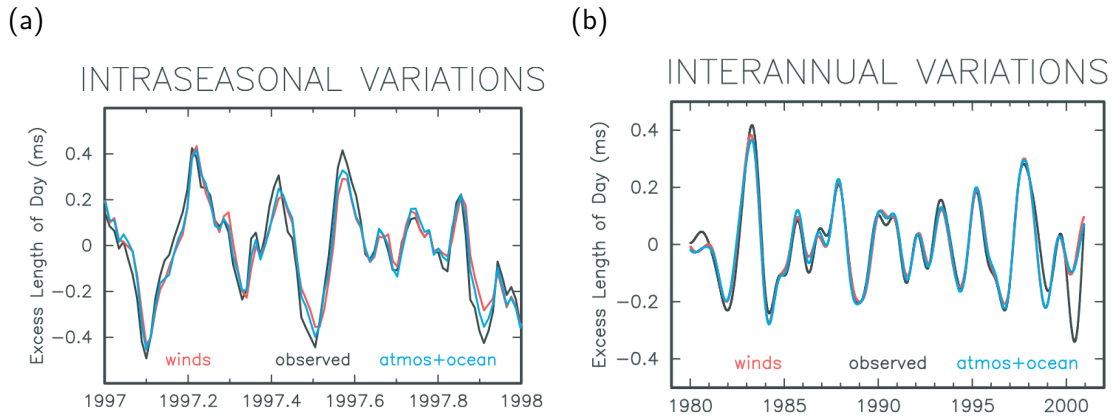 (a)
INTRASEASONAL VARIATIONS
Excess Length of Day (ms)
0.4
0.2
0
−0.2
−0.4
winds observed atmos+ocean
1997 1997.2 1997.4 1997.6 1997.8 1998
(b)
INTERANNUAL VARIATIONS
Excess Length of Day (ms)
0.4
0.2
0
−0.2
−0.4
winds observed atmos+ocean
1980 1985 1990 1995 2000